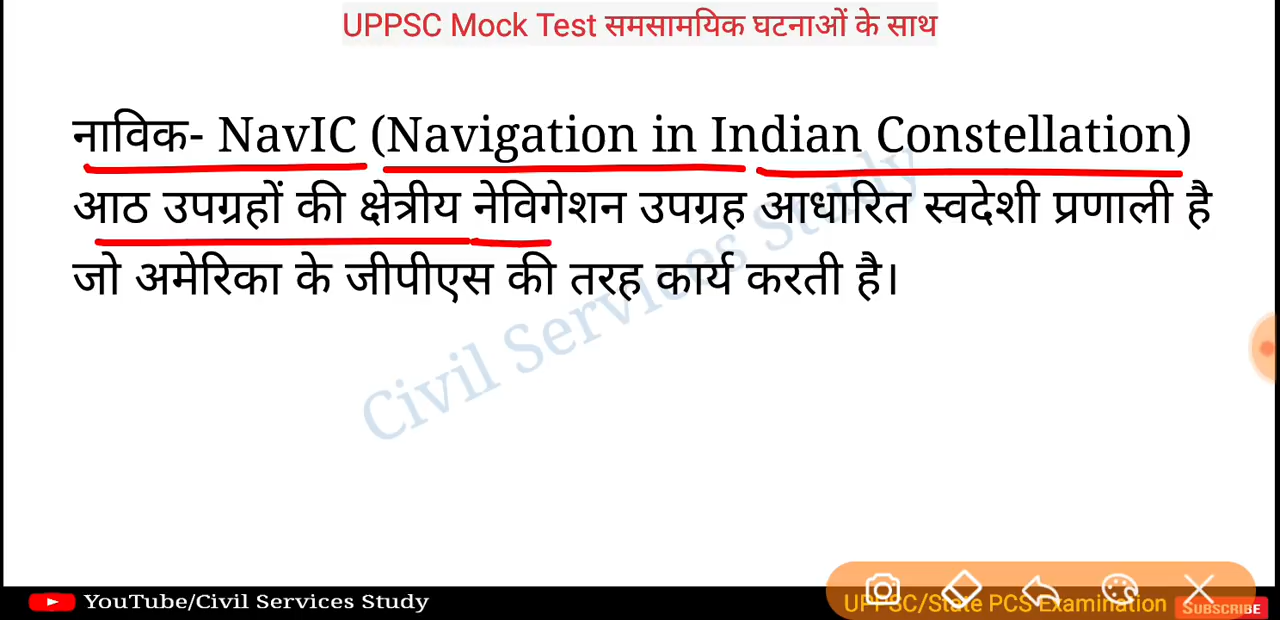 UPPSC Mock Test समसामयिक घटनाओं के साथ
नाविक- NavIC (Navigation in Indian Constellation)
आठ उपग्रहों की क्षेत्रीय नेविगेशन उपग्रह आधारित स्वदेशी प्रणाली है
जो अमेरिका के जीपीएस की तरह कार्य करती है।
Civil Services Study
YouTube/Civil Services Study
UPPSC/State PCS Examination
SUBSCRIBE